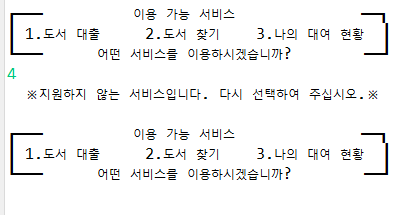 이용 가능 서비스
1.도서 대출 2.도서 찾기 3.나의 대여 현황
어떤 서비스를 이용하시겠습니까?
4
※지원하지 않는 서비스입니다. 다시 선택하여 주십시오.※
이용 가능 서비스
1.도서 대출 2.도서 찾기 3.나의 대여 현황
어떤 서비스를 이용하시겠습니까?